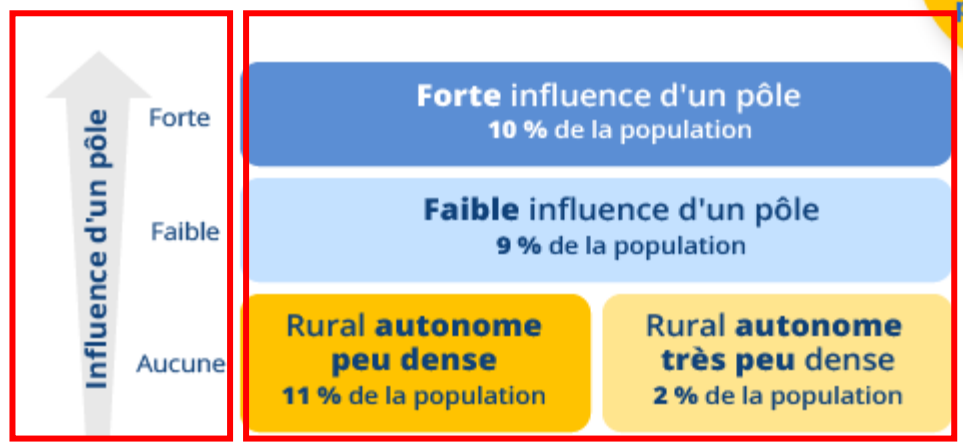 Influence d'un pôle
Forte
Forte influence d'un pôle
10 % de la population
Faible
Faible influence d'un pôle
9 % de la population
Aucune
Rural autonome
peu dense
11 % de la population
Rural autonome
très peu dense
2 % de la population